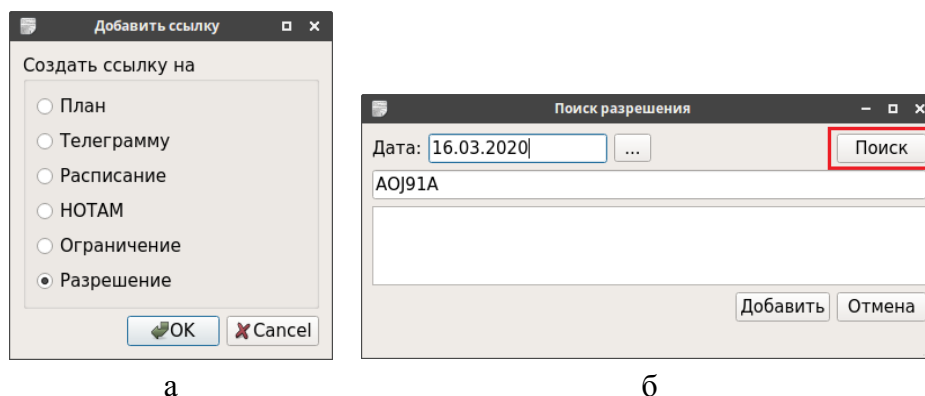 Добавить ссылку
Создать ссылку на
План
Телеграмму
Расписание
НОТАМ
Ограничение
Разрешение
OK
Cancel
а
Поиск разрешения
Дата: 16.03.2020 ... Поиск
AOJ91A
Добавить Отмена
б